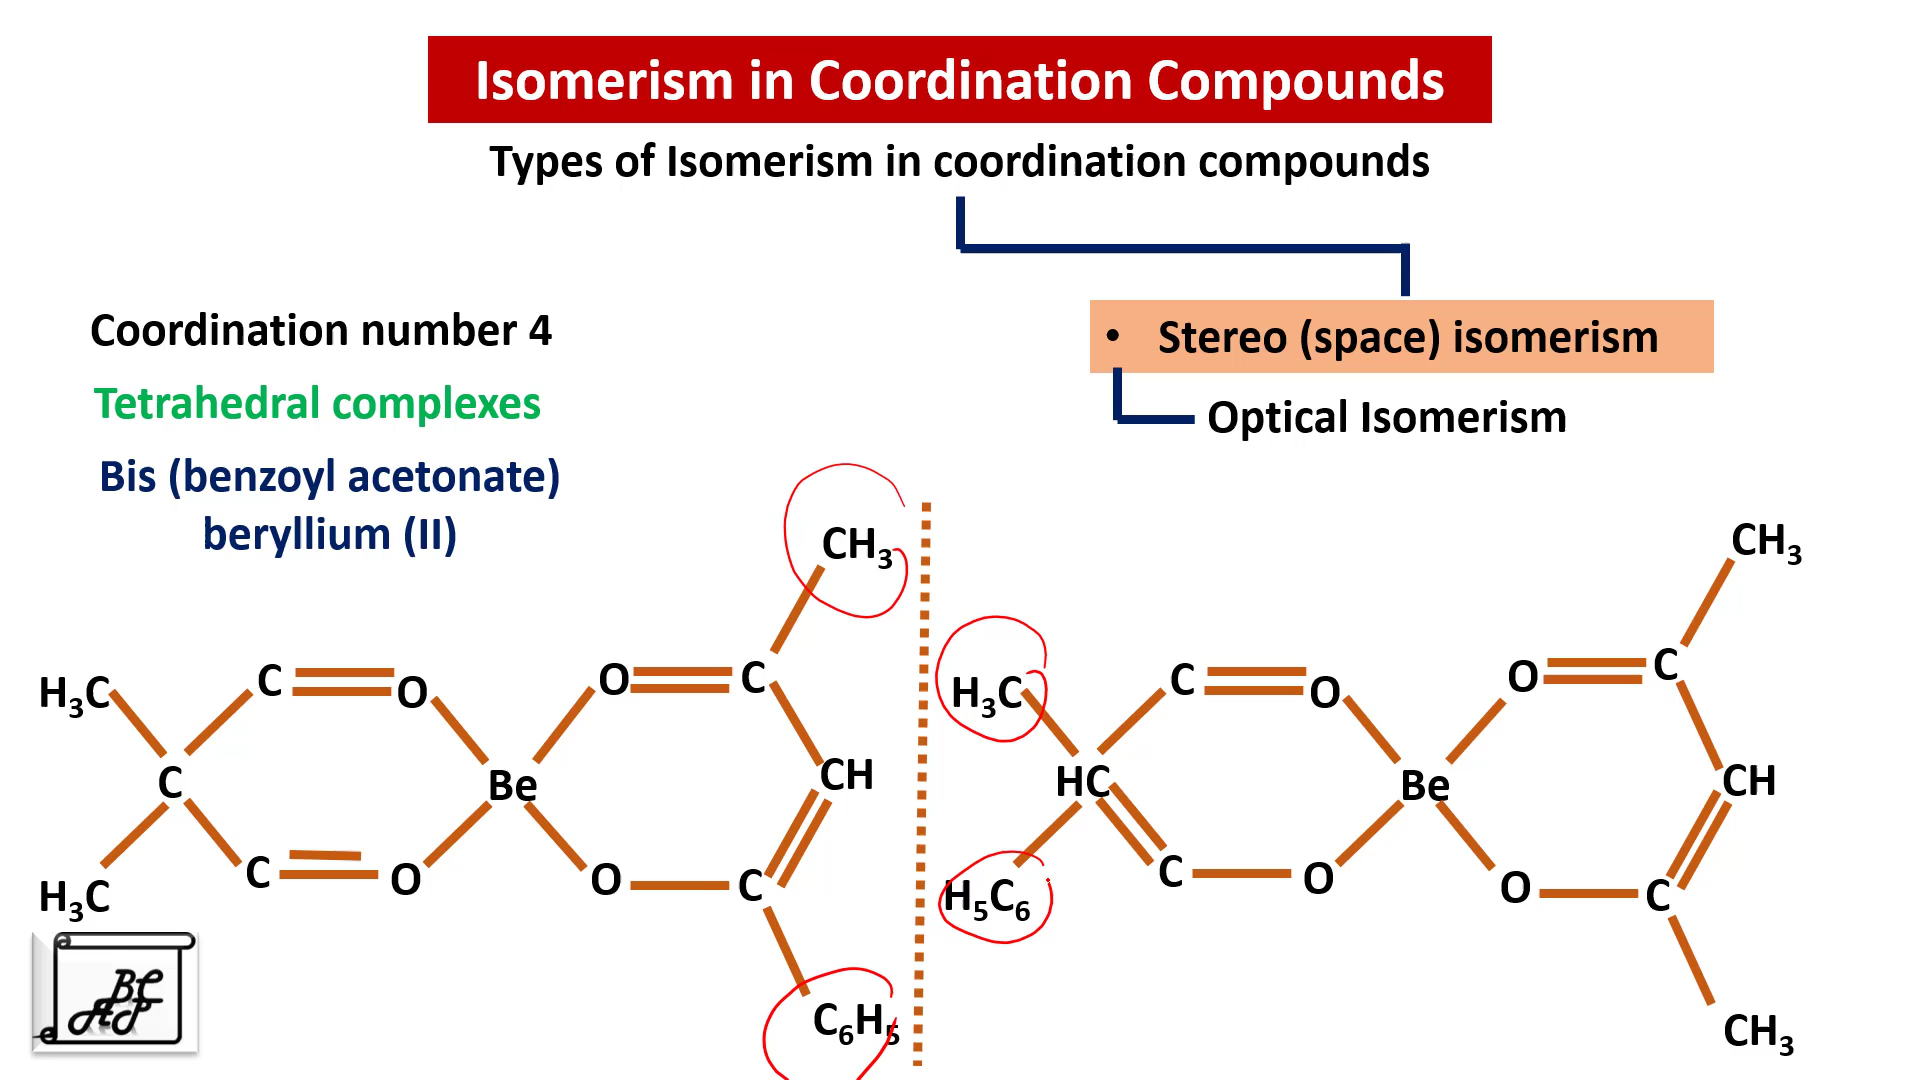 Isomerism in Coordination Compounds
Types of Isomerism in coordination compounds
Coordination number 4
• Stereo (space) isomerism
Tetrahedral complexes
Optical Isomerism
Bis (benzoyl acetonate)
beryllium (II)
CH₃
H₃C
C
O
O
C
C
Be
CH
H₃C
C
O
O
C
C₆H₅
CH₃
H₃C
C
O
O
C
HC
Be
CH
H₅C₆
C
O
O
C
CH₃
BC
AP